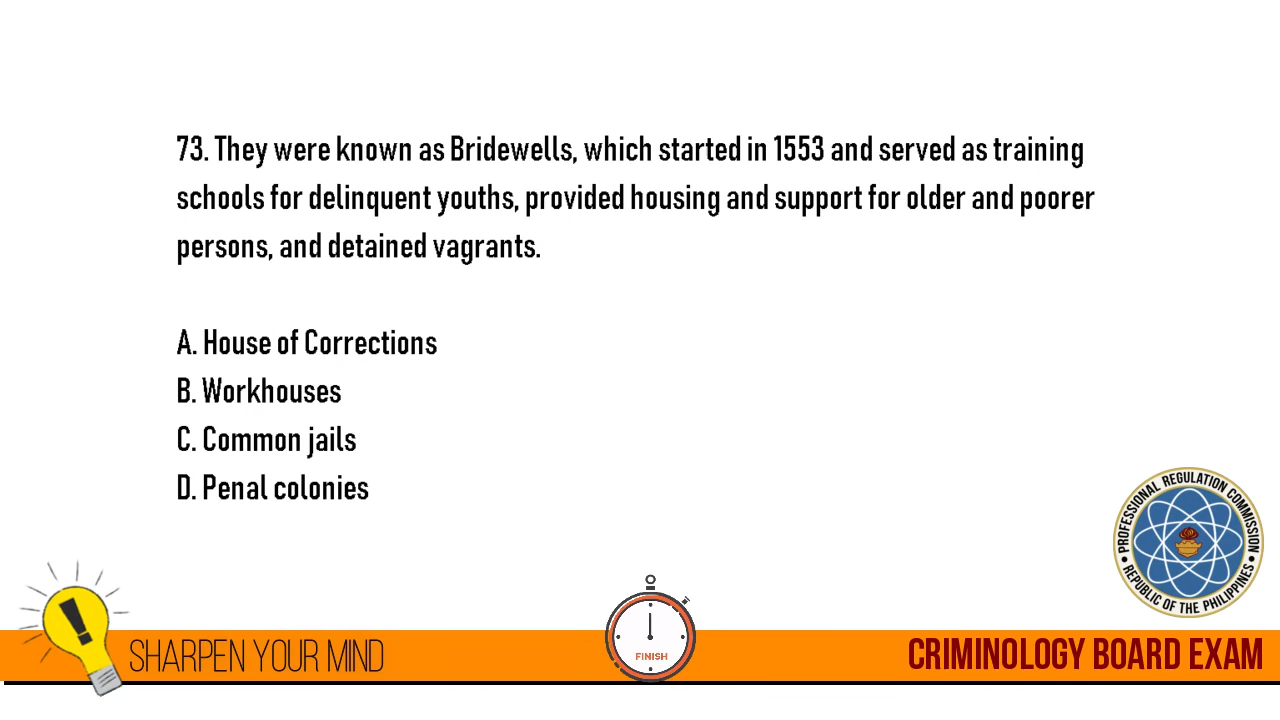 73. They were known as Bridewells, which started in 1553 and served as training
schools for delinquent youths, provided housing and support for older and poorer
persons, and detained vagrants.
A. House of Corrections
B. Workhouses
C. Common jails
D. Penal colonies
PROFESSIONAL REGULATION COMMISSION
REPUBLIC OF THE PHILIPPINES
SHARPEN YOUR MIND
FINISH
CRIMINOLOGY BOARD EXAM